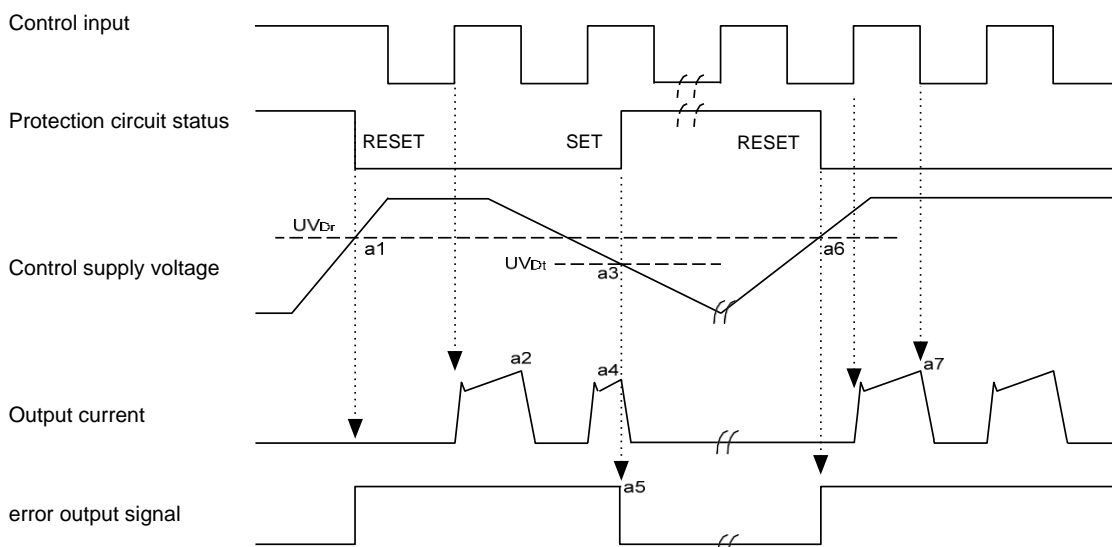 Control input
Protection circuit status
RESET
SET
RESET
UVDr
a1
a6
UVDt
a3
Control supply voltage
a2
a4
a7
Output current
a5
error output signal